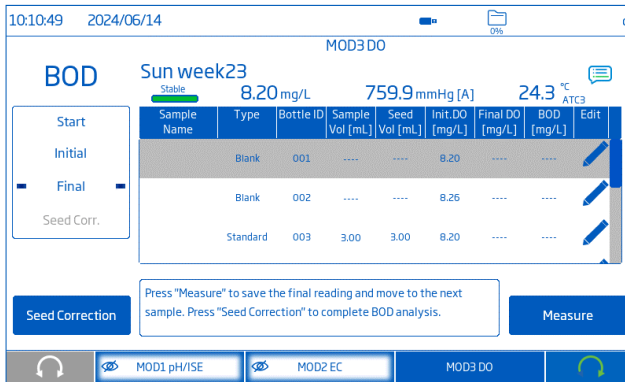 10:10:49 2024/06/14
0%
MOD3 DO
BOD
Sun week23
Stable
8.20 mg/L 759.9 mmHg [A] 24.3 °C
ATC3
Start
Initial
Final
Seed Corr.
Sample Name Type Bottle ID Sample Vol [mL] Seed Vol [mL] Init.DO [mg/L] Final DO [mg/L] BOD [mg/L] Edit
Blank 001 ---- ---- 8.20 ---- ----
Blank 002 ---- ---- 8.26 ---- ----
Standard 003 3.00 3.00 8.20 ---- ----
Press "Measure" to save the final reading and move to the next
sample. Press "Seed Correction" to complete BOD analysis.
Seed Correction
Measure
MOD1 pH/ISE MOD2 EC MOD3 DO